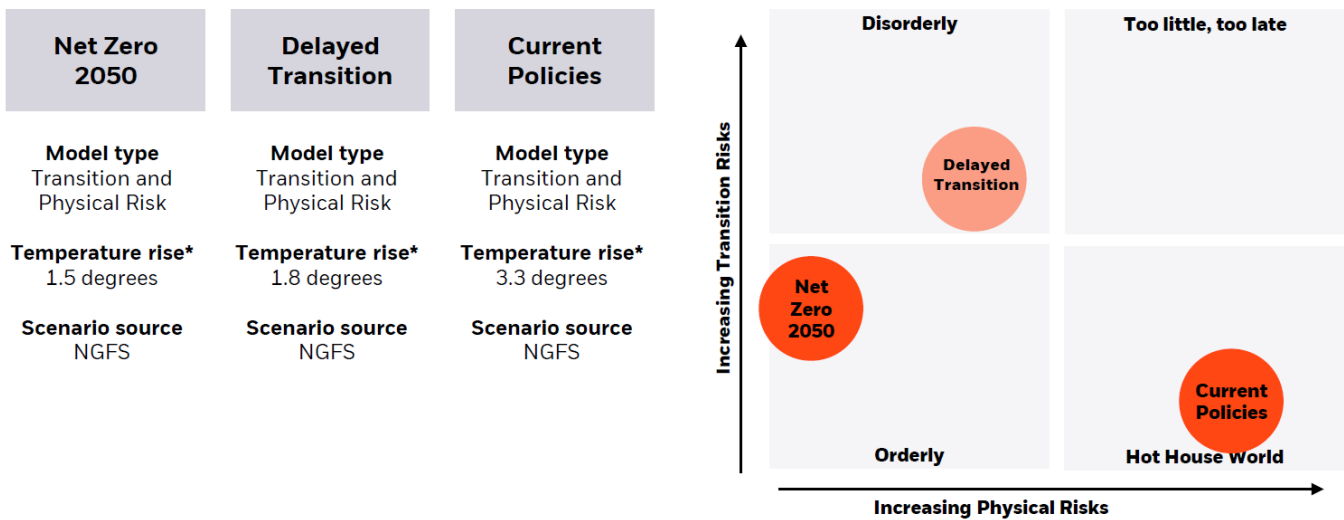 Net Zero
2050
Model type
Transition and
Physical Risk
Temperature rise*
1.5 degrees
Scenario source
NGFS
Delayed
Transition
Model type
Transition and
Physical Risk
Temperature rise*
1.8 degrees
Scenario source
NGFS
Current
Policies
Model type
Transition and
Physical Risk
Temperature rise*
3.3 degrees
Scenario source
NGFS
Increasing Transition Risks
Disorderly
Too little, too late
Delayed
Transition
Net
Zero
2050
Current
Policies
Orderly
Hot House World
Increasing Physical Risks